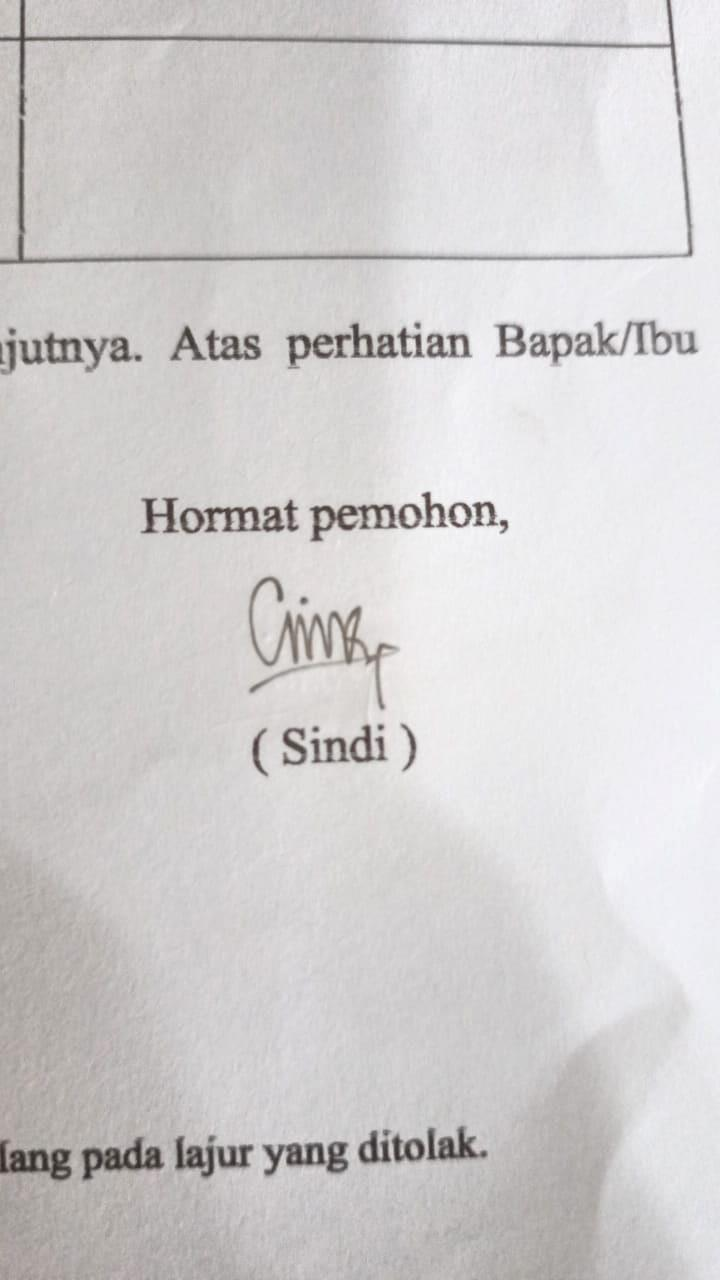 jutnya. Atas perhatian Bapak/Ibu
Hormat pemohon,
( Sindi )
lang pada lajur yang ditolak.